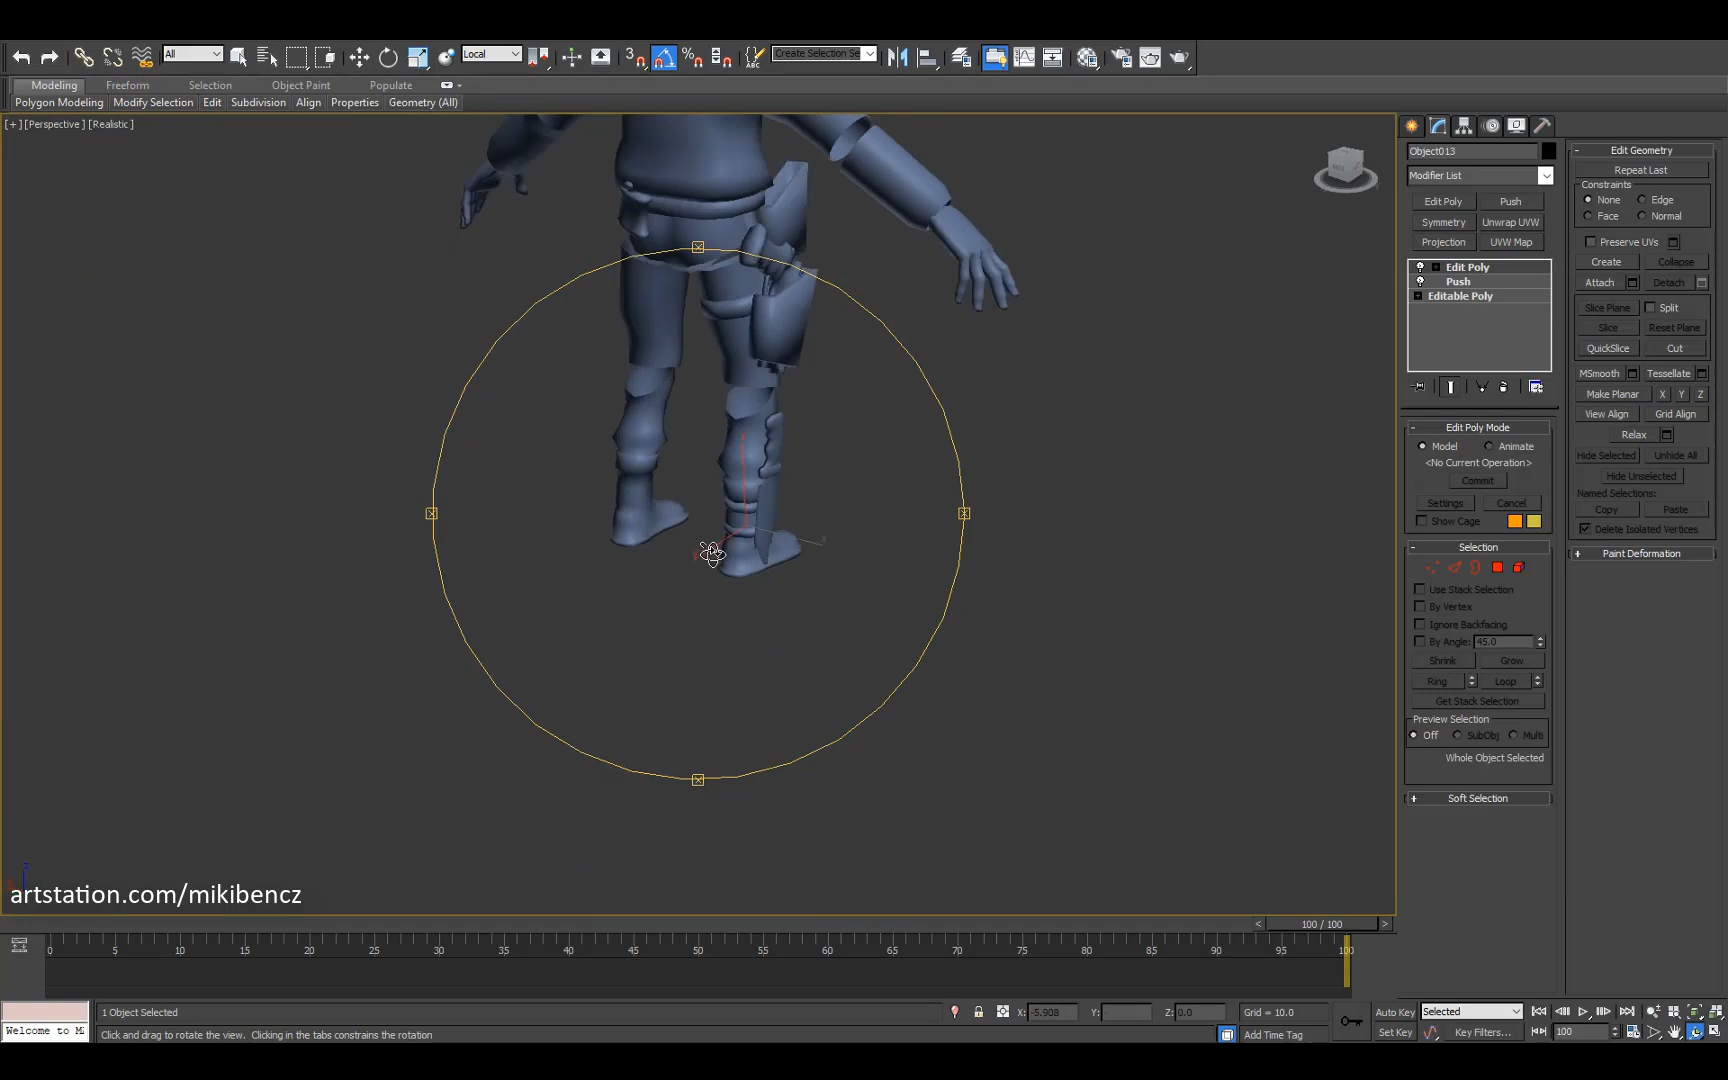 All
Local
3
%
ABC
Create Selection Se
Modeling Freeform Selection Object Paint Populate
Polygon Modeling Modify Selection Edit Subdivision Align Properties Geometry (All)
[+] [Perspective] [Realistic]
Object013
Modifier List
Edit Poly Push
Symmetry Unwrap UVW
Projection UVW Map
Edit Poly
Push
Editable Poly
Edit Poly Mode
Model Animate
<No Current Operation>
Commit
Settings Cancel
Show Cage
Selection
Use Stack Selection
By Vertex
Ignore Backfacing
By Angle: 45.0
Shrink Grow
Ring Loop
Get Stack Selection
Preview Selection
Off SubObj Multi
Whole Object Selected
Soft Selection
Edit Geometry
Repeat Last
Constraints
None Edge
Face Normal
Preserve UVs
Create Collapse
Attach Detach
Slice Plane Split
Slice Reset Plane
QuickSlice Cut
MSmooth Tessellate
Make Planar X Y Z
View Align Grid Align
Relax
Hide Selected Unhide All
Hide Unselected
Named Selections:
Copy Paste
Delete Isolated Vertices
Paint Deformation
artstation.com/mikibencz
< 100 / 100 >
0 5 10 15 20 25 30 35 40 45 50 55 60 65 70 75 80 85 90 95 100
1 Object Selected X: -5.908 Y: Z: 0.0 Grid = 10.0 Auto Key Selected
Welcome to M Click and drag to rotate the view. Clicking in the tabs constrains the rotation Add Time Tag Set Key Key Filters... 100